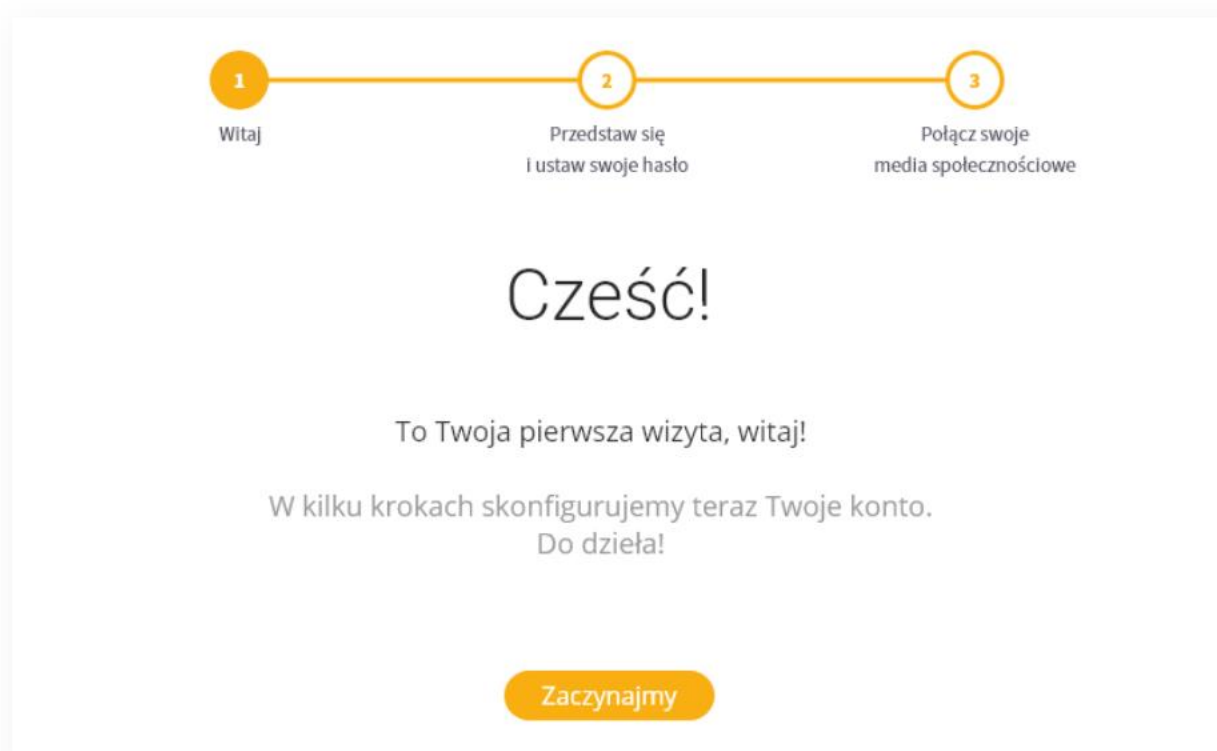 1
2
3
Witaj
Przedstaw się
i ustaw swoje hasło
Połącz swoje
media społecznościowe
Cześć!
To Twoja pierwsza wizyta, witaj!
W kilku krokach skonfigurujemy teraz Twoje konto.
Do dzieła!
Zaczynajmy